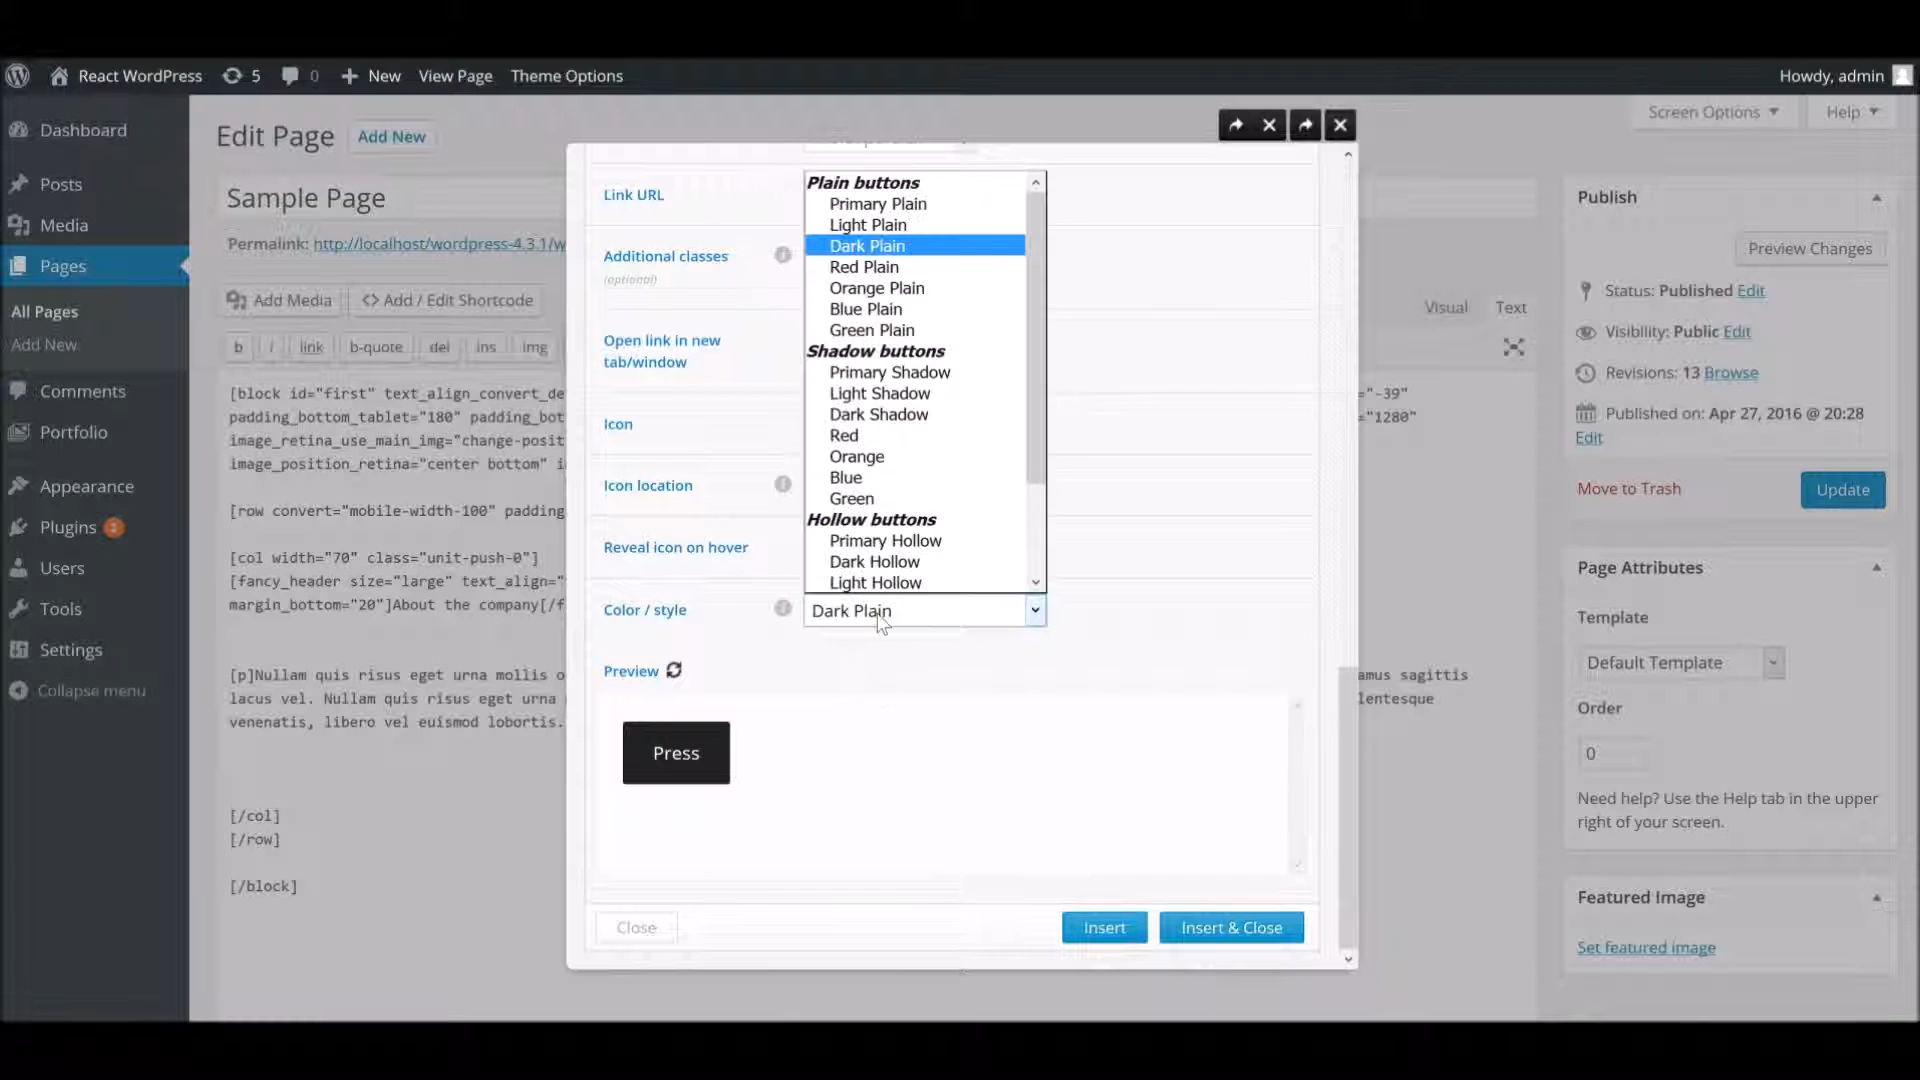 React WordPress 5 0 New View Page Theme Options Howdy, admin
Dashboard
Posts
Media
Pages
All Pages
Add New
Comments
Portfolio
Appearance
Plugins
Users
Tools
Settings
Collapse menu
Edit Page Add New
Screen Options Help
Sample Page
Permalink: http://localhost/wordpress-4.3.1/w
Add Media <> Add / Edit Shortcode
Visual Text
b i link b-quote del ins img
[block id="first" text_align_convert_de ="-39"
padding_bottom_tablet="180" padding_bot ="1280"
image_retina_use_main_img="change-posit
image_position_retina="center bottom" i
[row convert="mobile-width-100" padding
[col width="70" class="unit-push-0"]
[fancy_header size="large" text_align="
margin_bottom="20"]About the company[/f
[p]Nullam quis risus eget urna mollis o amus sagittis
lacus vel. Nullam quis risus eget urna lentesque
venenatis, libero vel euismod lobortis.
[/col]
[/row]
[/block]
Link URL
Additional classes
(optional)
Open link in new
tab/window
Icon
Icon location
Reveal icon on hover
Color / style
Plain buttons
Primary Plain
Light Plain
Dark Plain
Red Plain
Orange Plain
Blue Plain
Green Plain
Shadow buttons
Primary Shadow
Light Shadow
Dark Shadow
Red
Orange
Blue
Green
Hollow buttons
Primary Hollow
Dark Hollow
Light Hollow
Dark Plain
Preview
Press
Close Insert Insert & Close
Publish
Preview Changes
Status: Published Edit
Visibility: Public Edit
Revisions: 13 Browse
Published on: Apr 27, 2016 @ 20:28
Edit
Move to Trash Update
Page Attributes
Template
Default Template
Order
0
Need help? Use the Help tab in the upper
right of your screen.
Featured Image
Set featured image